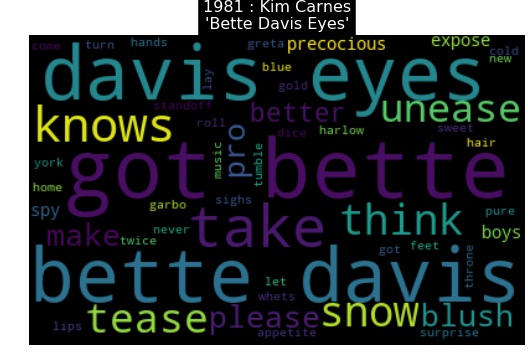 1981 : Kim Carnes
'Bette Davis Eyes'
come turn hands greta precocious expose cold
davis eyes
blue new
lay gold
standoff better unease
knows roll dice harlow sweet
pro music tumble hair
york got bette
home
spy garbo sighs take think pure
make twice never boys
got feet throne
bette davis
let
whets
tease please snow blush
lips appetite surprise